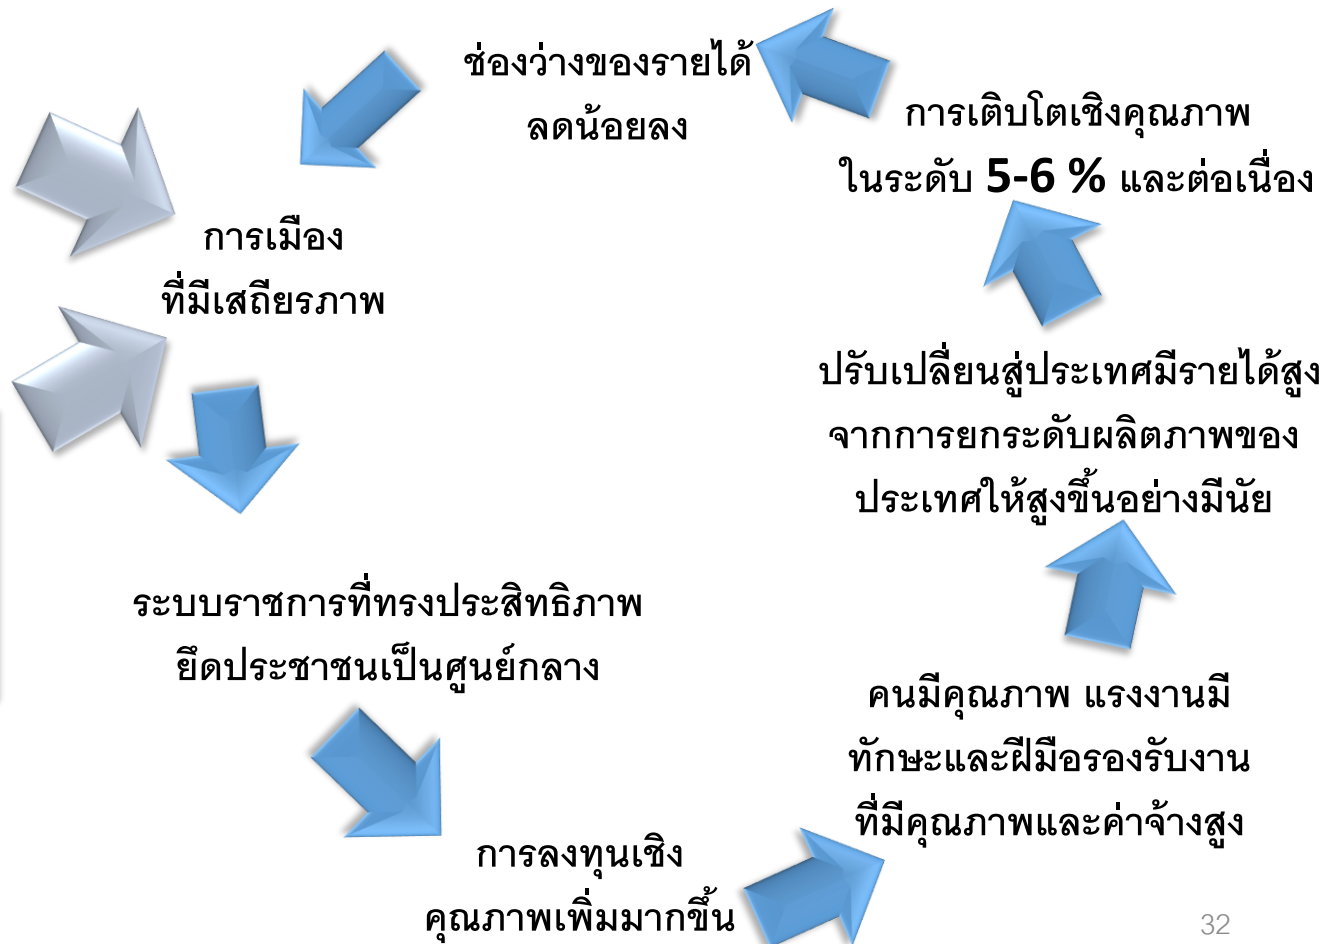 ช่องว่างของรายได้
ลดน้อยลง
การเติบโตเชิงคุณภาพ
ในระดับ 5-6 % และต่อเนื่อง
การเมือง
ที่มีเสถียรภาพ
ปรับเปลี่ยนสู่ประเทศมีรายได้สูง
จากการยกระดับผลิตภาพของ
ประเทศให้สูงขึ้นอย่างมีนัย
ระบบราชการที่ทรงประสิทธิภาพ
ยึดประชาชนเป็นศูนย์กลาง
คนมีคุณภาพ แรงงานมี
ทักษะและฝีมือรองรับงาน
ที่มีคุณภาพและค่าจ้างสูง
การลงทุนเชิง
คุณภาพเพิ่มมากขึ้น
32